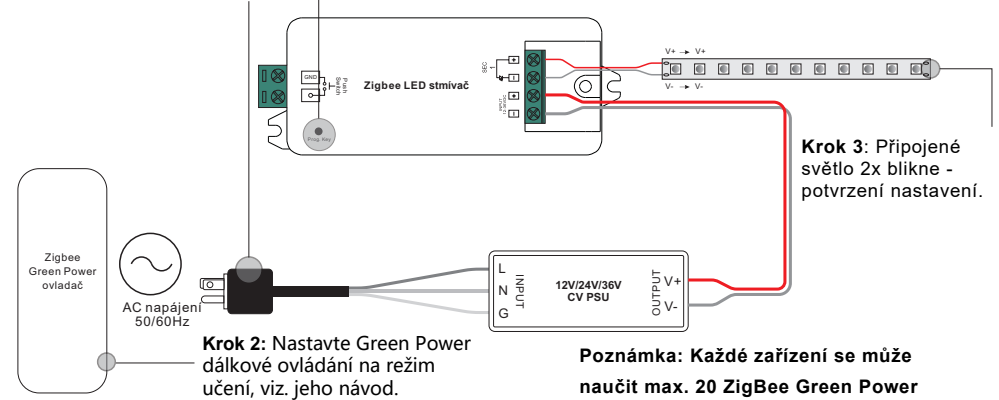 V+ → V+
V- → V-
SEC 1
INPUT
GND
Push
Switch
Zigbee LED stmívač
Prog. Key
Krok 3: Připojené
světlo 2x blikne -
potvrzení nastavení.
Zigbee
Green Power
ovladač
AC napájení
50/60Hz
L
N
G
INPUT
12V/24V/36V
CV PSU
OUTPUT
V+
V-
Krok 2: Nastavte Green Power
dálkové ovládání na režim
učení, viz. jeho návod.
Poznámka: Každé zařízení se může
naučit max. 20 ZigBee Green Power